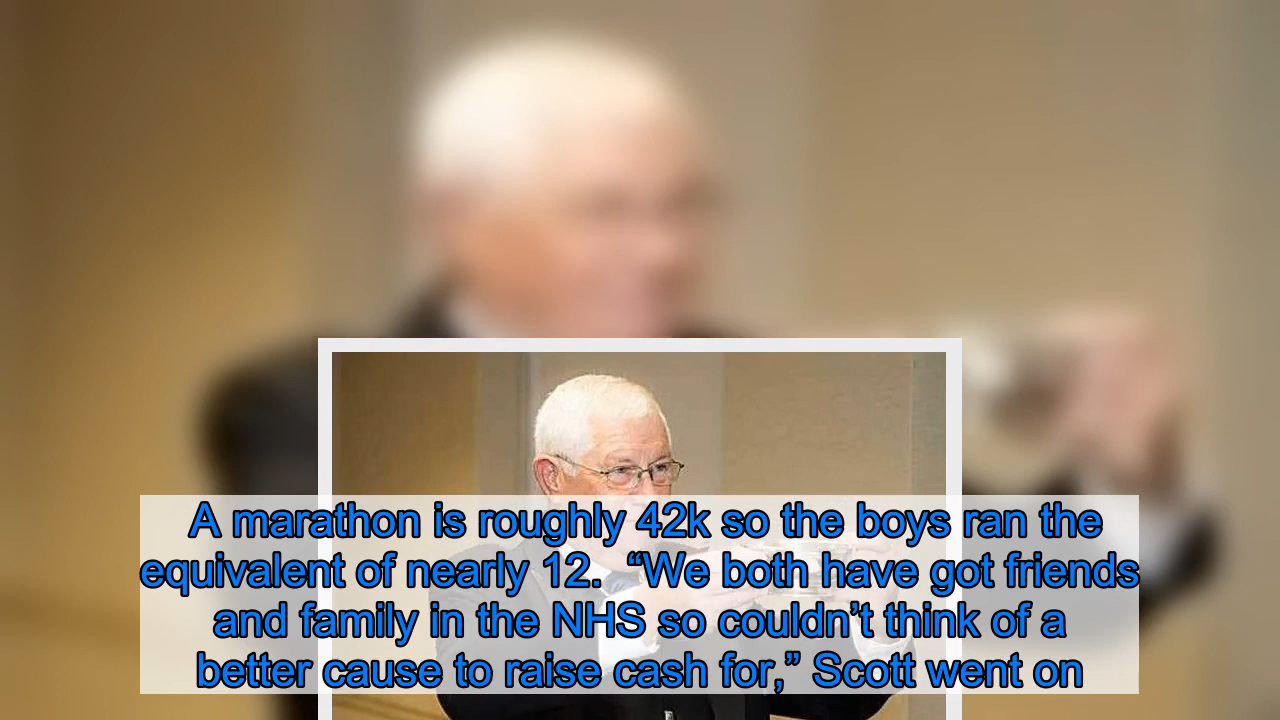 A marathon is roughly 42k so the boys ran the
equivalent of nearly 12.  “We both have got friends
and family in the NHS so couldn’t think of a
better cause to raise cash for,” Scott went on